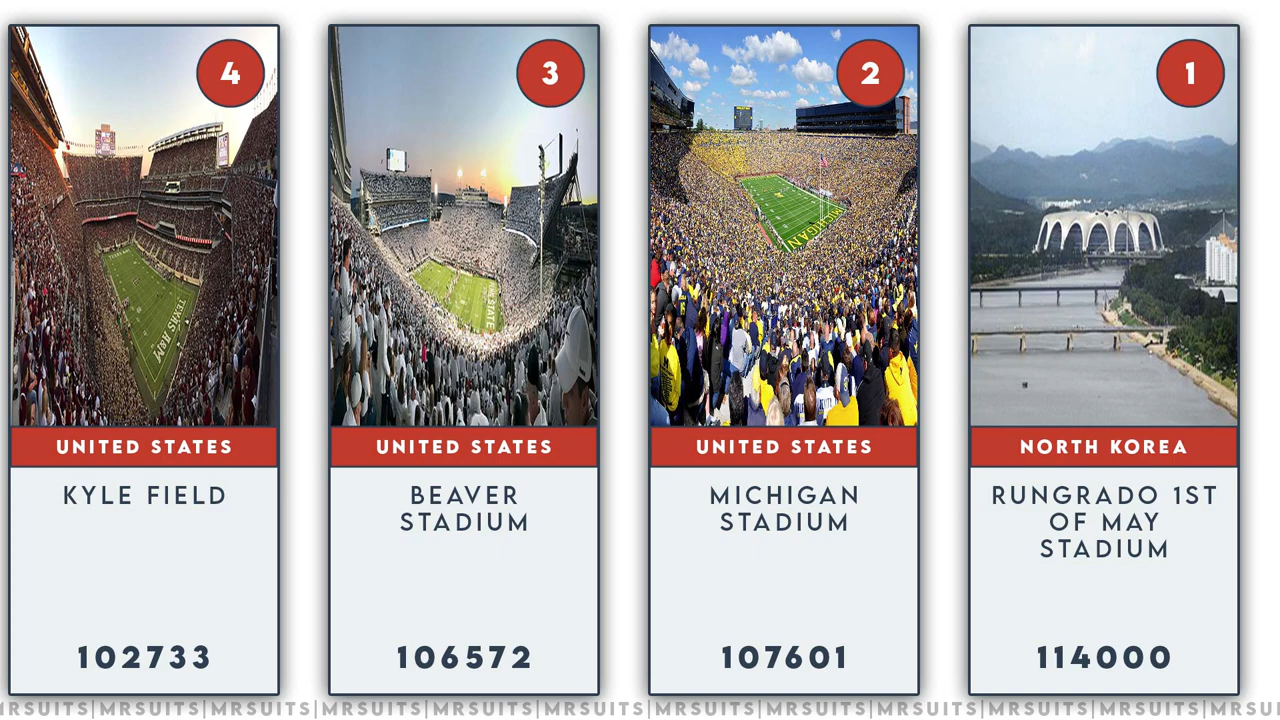 4
UNITED STATES
KYLE FIELD
102733
3
UNITED STATES
BEAVER
STADIUM
106572
2
MICHIGAN
UNITED STATES
MICHIGAN
STADIUM
107601
1
NORTH KOREA
RUNGRADO 1ST
OF MAY
STADIUM
114000
MRSUITS|MRSUITS|MRSUITS|MRSUITS|MRSUITS|MRSUITS|MRSUITS|MRSUITS|MRSUITS|MRSUITS|MRSUITS|MRSUI